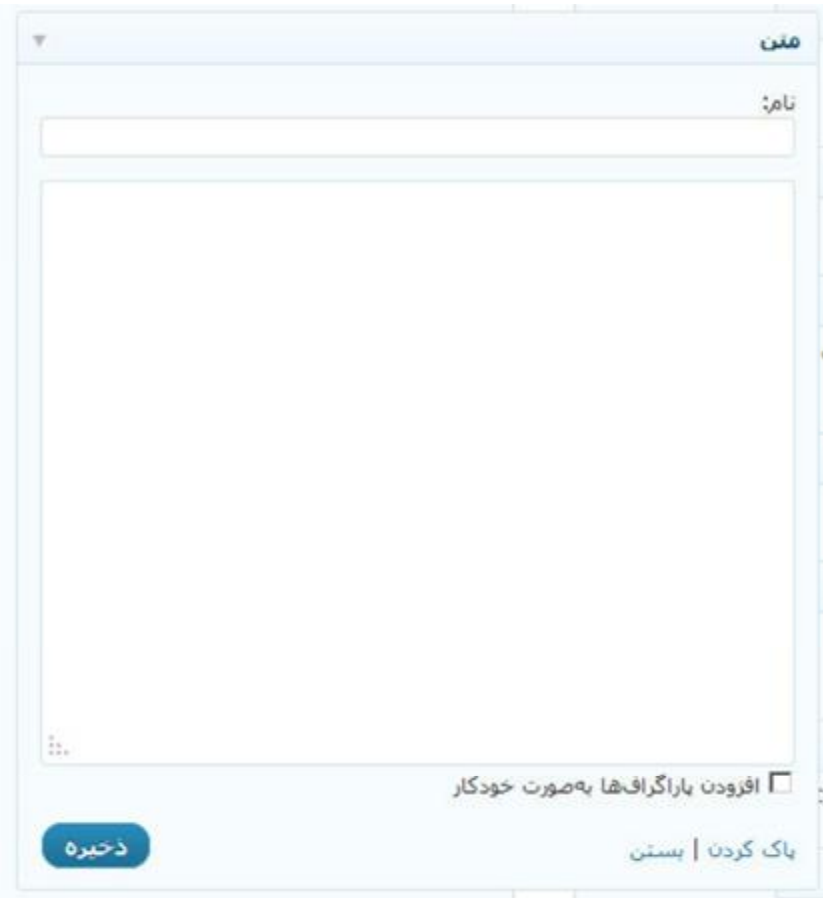 متن
نام:
افزودن پاراگراف‌ها به‌صورت خودکار
پاک کردن | بستن
ذخیره